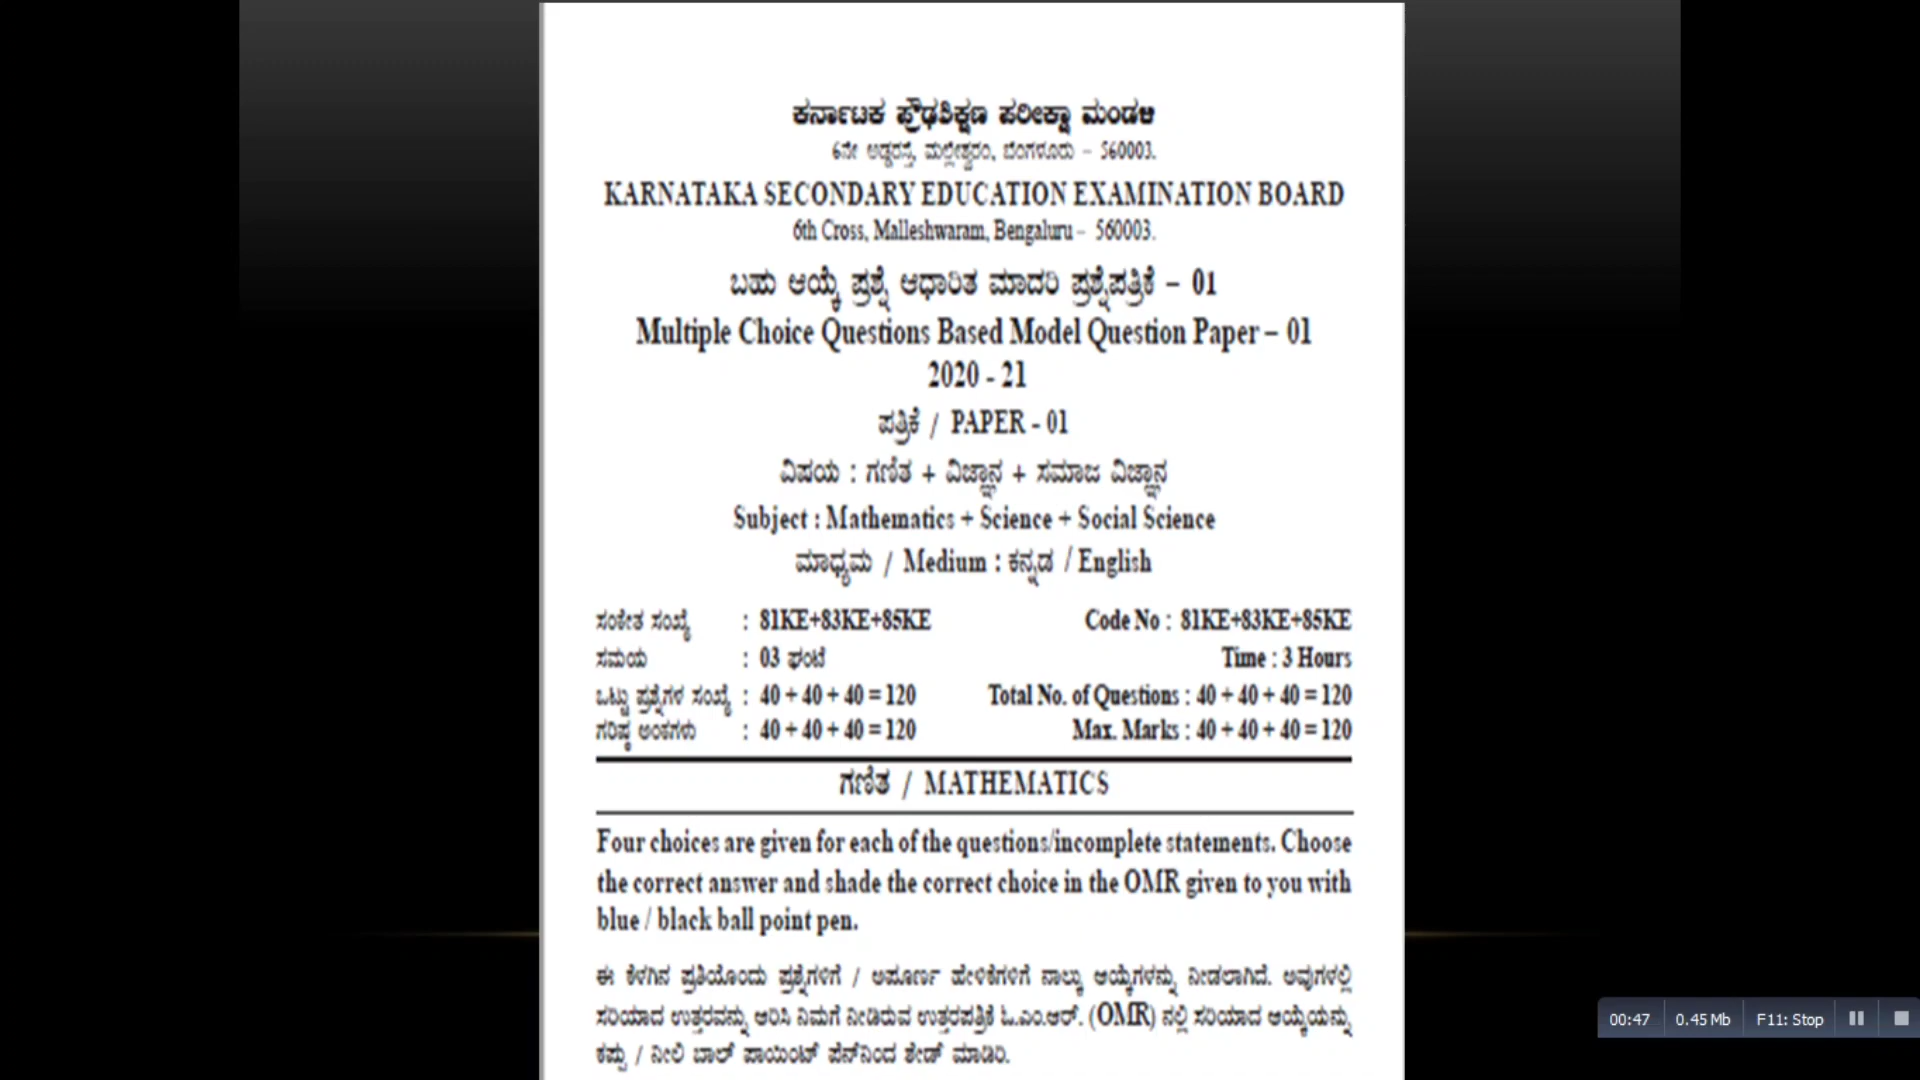 ಕರ್ನಾಟಕ ಪ್ರೌಢಶಿಕ್ಷಣ ಪರೀಕ್ಷಾ ಮಂಡಳಿ
6ನೇ ಅಡ್ಡರಸ್ತೆ, ಮಲ್ಲೇಶ್ವರಂ, ಬೆಂಗಳೂರು – 560003.
KARNATAKA SECONDARY EDUCATION EXAMINATION BOARD
6th Cross, Malleshwaram, Bengaluru – 560003.
ಬಹು ಆಯ್ಕೆ ಪ್ರಶ್ನೆ ಆಧಾರಿತ ಮಾದರಿ ಪ್ರಶ್ನೆಪತ್ರಿಕೆ – 01
Multiple Choice Questions Based Model Question Paper – 01
2020 - 21
ಪತ್ರಿಕೆ / PAPER - 01
ವಿಷಯ : ಗಣಿತ + ವಿಜ್ಞಾನ + ಸಮಾಜ ವಿಜ್ಞಾನ
Subject : Mathematics + Science + Social Science
ಮಾಧ್ಯಮ / Medium : ಕನ್ನಡ / English
ಸಂಕೇತ ಸಂಖ್ಯೆ : 81KE+83KE+85KE Code No : 81KE+83KE+85KE
ಸಮಯ : 03 ಘಂಟೆ Time : 3 Hours
ಒಟ್ಟು ಪ್ರಶ್ನೆಗಳ ಸಂಖ್ಯೆ : 40 + 40 + 40 = 120 Total No. of Questions : 40 + 40 + 40 = 120
ಗರಿಷ್ಠ ಅಂಕಗಳು : 40 + 40 + 40 = 120 Max. Marks : 40 + 40 + 40 = 120
ಗಣಿತ / MATHEMATICS
Four choices are given for each of the questions/incomplete statements. Choose
the correct answer and shade the correct choice in the OMR given to you with
blue / black ball point pen.
ಈ ಕೆಳಗಿನ ಪ್ರತಿಯೊಂದು ಪ್ರಶ್ನೆಗಳಿಗೆ / ಅಪೂರ್ಣ ಹೇಳಿಕೆಗಳಿಗೆ ನಾಲ್ಕು ಆಯ್ಕೆಗಳನ್ನು ನೀಡಲಾಗಿದೆ. ಅವುಗಳಲ್ಲಿ
ಸರಿಯಾದ ಉತ್ತರವನ್ನು ಆರಿಸಿ ನಿಮಗೆ ನೀಡಿರುವ ಉತ್ತರಪತ್ರಿಕೆ ಓ.ಎಂ.ಆರ್. (OMR) ನಲ್ಲಿ ಸರಿಯಾದ ಆಯ್ಕೆಯನ್ನು
ಕಪ್ಪು / ನೀಲಿ ಬಾಲ್ ಪಾಯಿಂಟ್ ಪೆನ್‌ನಿಂದ ಶೇಡ್ ಮಾಡಿರಿ.
00:47 0.45 Mb F11: Stop